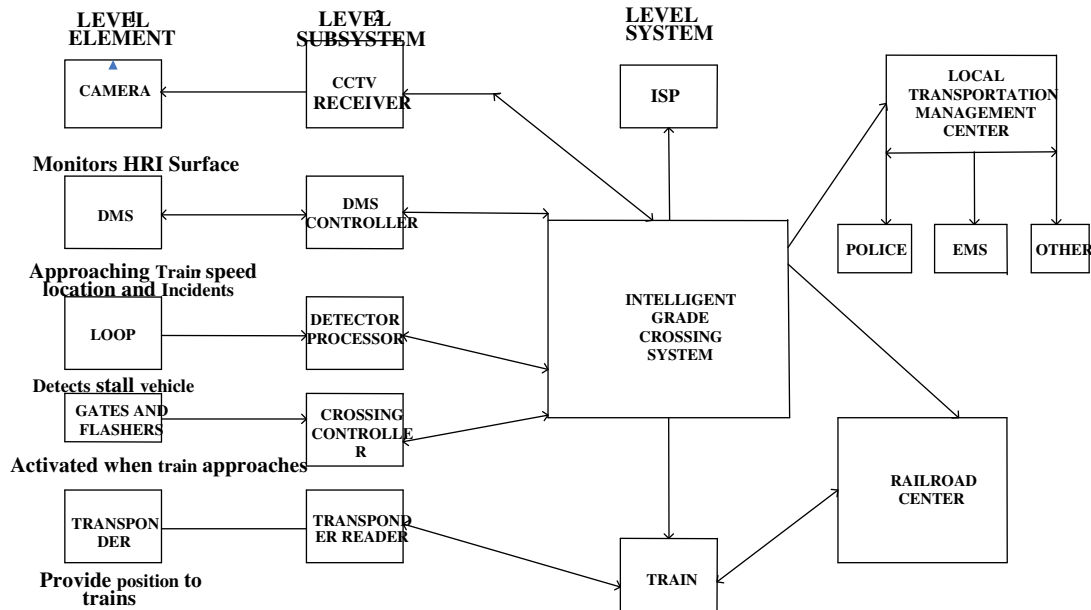 LEVEL 1
ELEMENT
LEVEL 2
SUBSYSTEM
LEVEL
SYSTEM
CAMERA
CCTV
RECEIVER
ISP
LOCAL
TRANSPORTATION
MANAGEMENT
CENTER
Monitors HRI Surface
DMS
DMS
CONTROLLER
POLICE
EMS
OTHER
Approaching Train speed
location and Incidents
LOOP
DETECTOR
PROCESSOR
INTELLIGENT
GRADE
CROSSING
SYSTEM
Detects stall vehicle
GATES AND
FLASHERS
CROSSING
CONTROLLE
R
Activated when train approaches
RAILROAD
CENTER
TRANSPON
DER
TRANSPOND
ER READER
TRAIN
Provide position to
trains